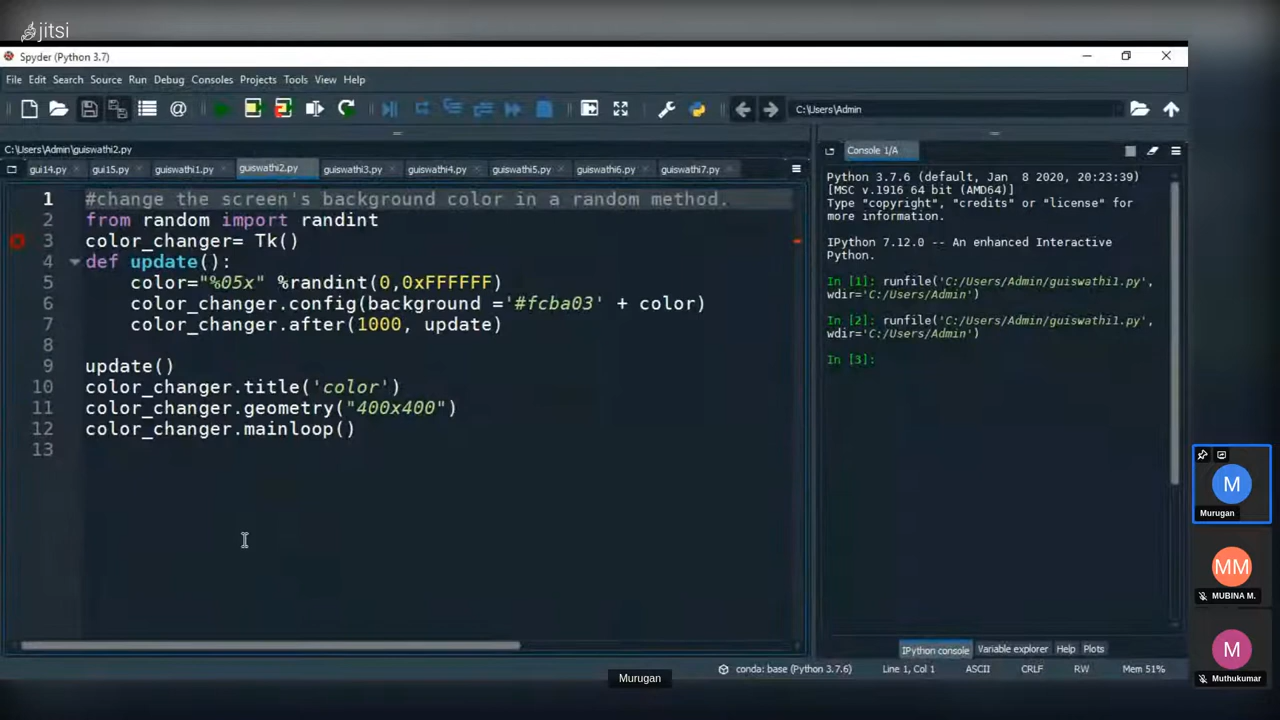 jitsi
Spyder (Python 3.7)
File Edit Search Source Run Debug Consoles Projects Tools View Help
C:\Users\Admin
C:\Users\Admin\guiswathi2.py
gui14.py gui15.py guiswathi1.py guiswathi2.py guiswathi3.py guiswathi4.py guiswathi5.py guiswathi6.py guiswathi7.py
1 #change the screen's background color in a random method.
2 from random import randint
3 color_changer= Tk()
4 def update():
5 color="%05x" %randint(0,0xFFFFFF)
6 color_changer.config(background ='#fcba03' + color)
7 color_changer.after(1000, update)
8
9 update()
10 color_changer.title('color')
11 color_changer.geometry("400x400")
12 color_changer.mainloop()
13
Console 1/A
Python 3.7.6 (default, Jan 8 2020, 20:23:39)
[MSC v.1916 64 bit (AMD64)]
Type "copyright", "credits" or "license" for
more information.
IPython 7.12.0 -- An enhanced Interactive
Python.
In [1]: runfile('C:/Users/Admin/guiswathi1.py',
wdir='C:/Users/Admin')
In [2]: runfile('C:/Users/Admin/guiswathi1.py',
wdir='C:/Users/Admin')
In [3]:
IPython console Variable explorer Help Plots
conda: base (Python 3.7.6) Line 1, Col 1 ASCII CRLF RW Mem 51%
Murugan
M
Murugan
MM
MUBINA M.
M
Muthukumar